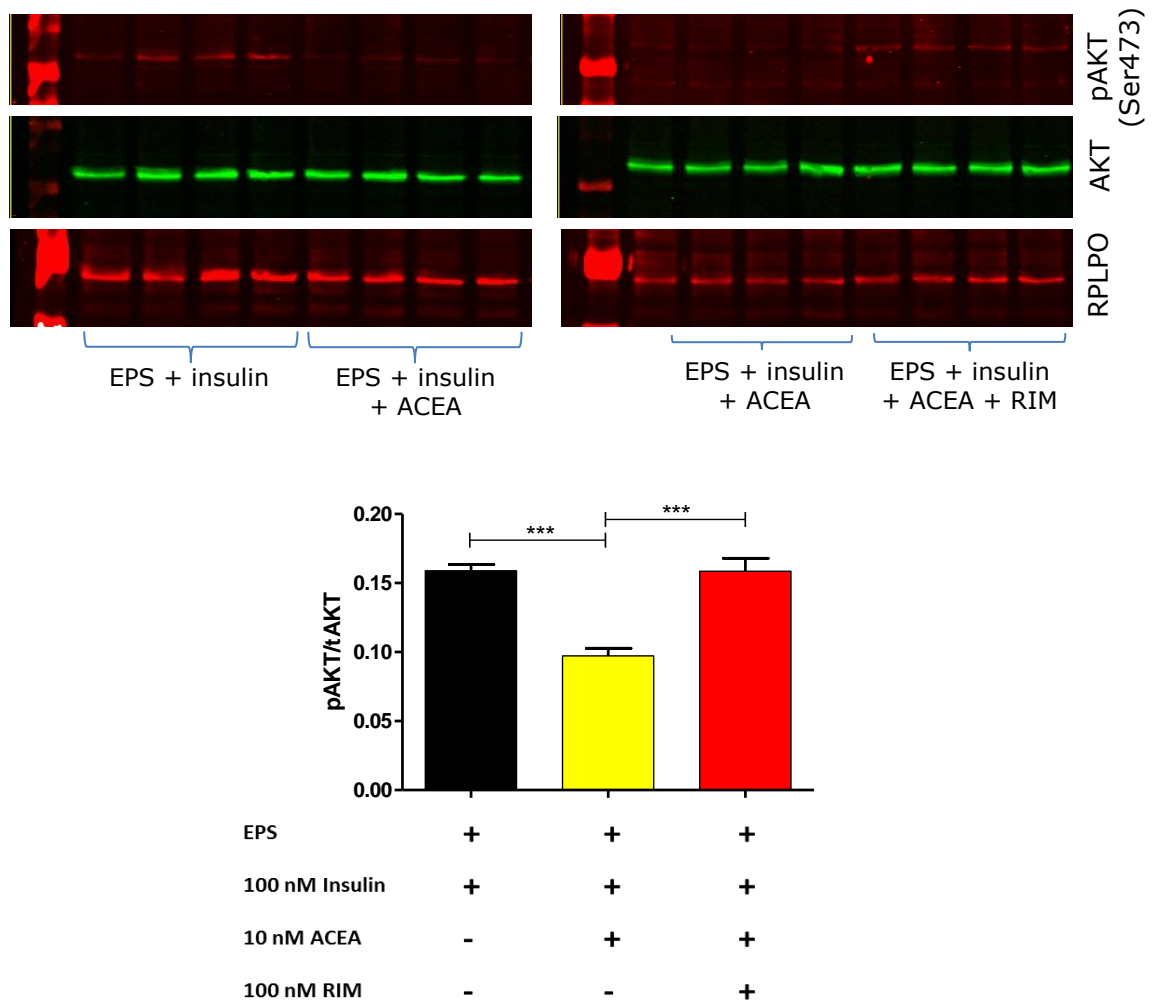 pAKT
(Ser473)
AKT
RPLPO
EPS + insulin
EPS + insulin
+ ACEA
EPS + insulin
+ ACEA
EPS + insulin
+ ACEA + RIM
pAKT/tAKT
0.20
0.15
0.10
0.05
0.00
***
***
EPS + + +
100 nM Insulin + + +
10 nM ACEA - + +
100 nM RIM - - +